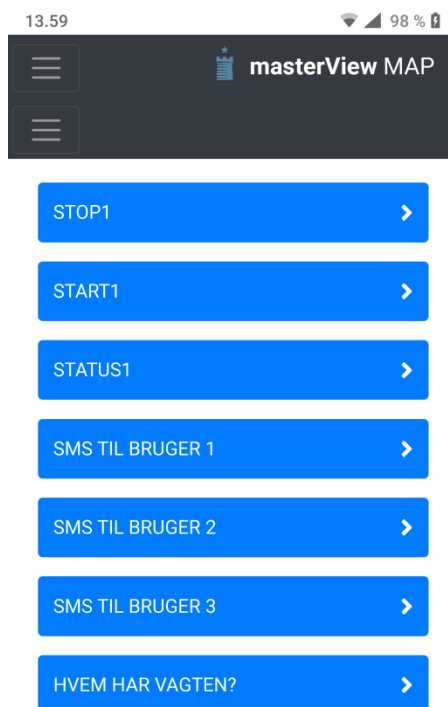 13.59 98 %
masterView MAP
STOP1
START1
STATUS1
SMS TIL BRUGER 1
SMS TIL BRUGER 2
SMS TIL BRUGER 3
HVEM HAR VAGTEN?